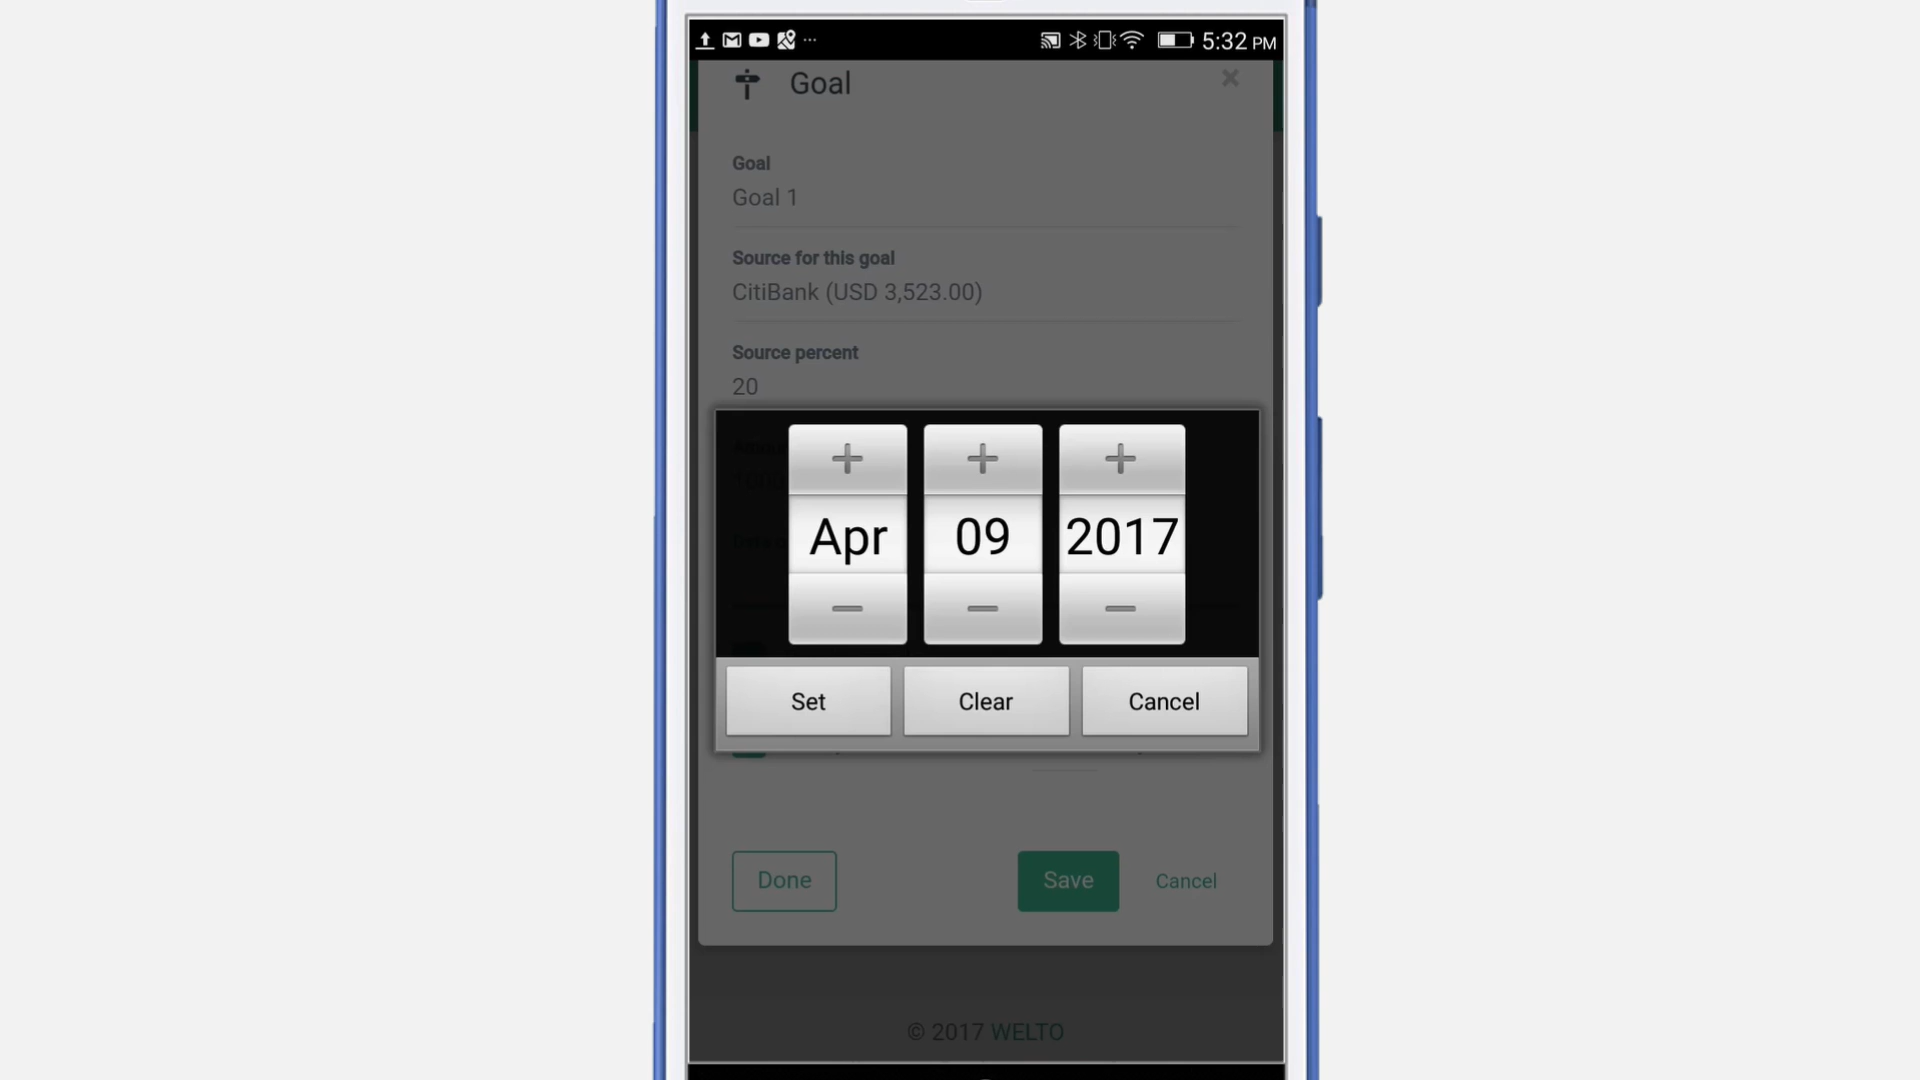 5:32 PM
Goal
Goal
Goal 1
Source for this goal
CitiBank (USD 3,523.00)
Source percent
20
Apr 09 2017
Set Clear Cancel
Done Save Cancel
© 2017 WELTO